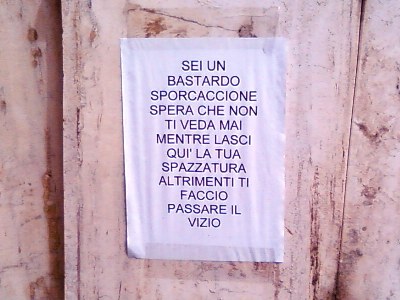 SEI UN
BASTARDO
SPORCACCIONE
SPERA CHE NON
TI VEDA MAI
MENTRE LASCI
QUI' LA TUA
SPAZZATURA
ALTRIMENTI TI
FACCIO
PASSARE IL
VIZIO